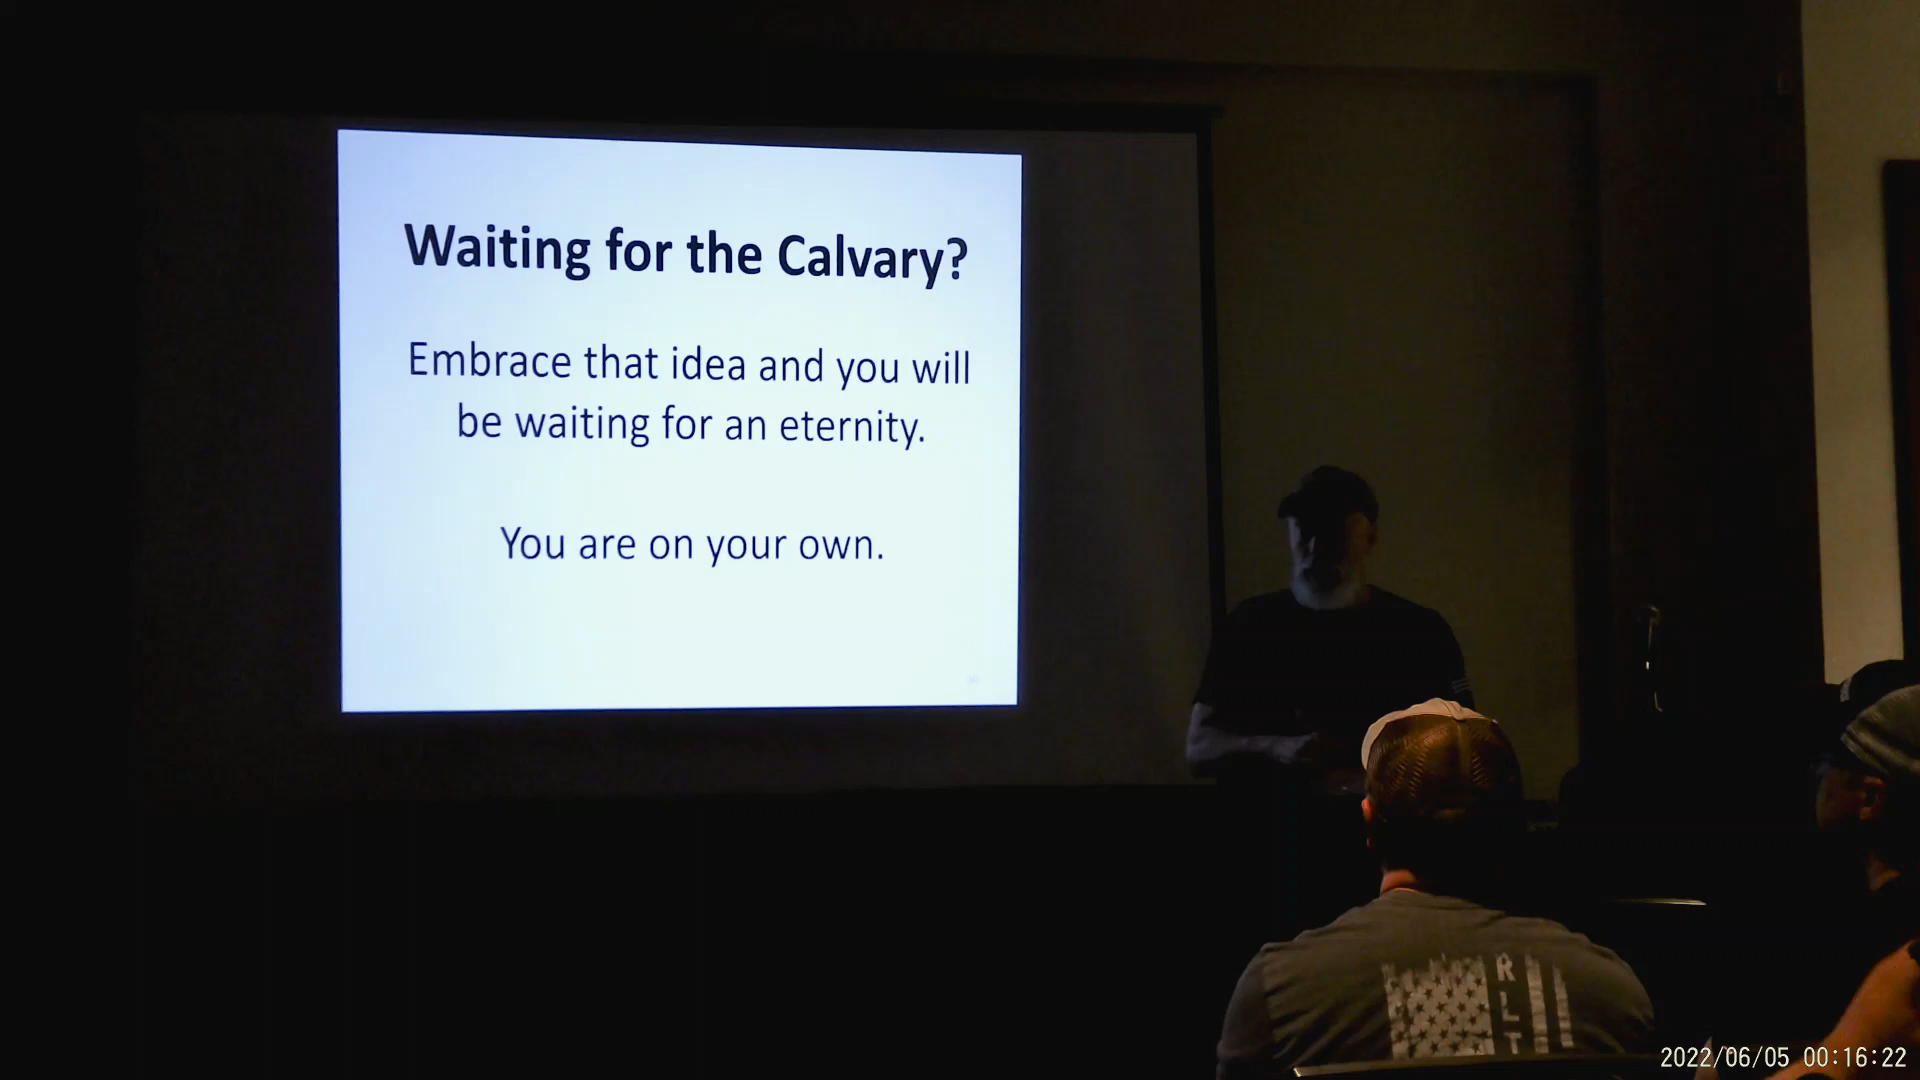 Waiting for the Calvary?
Embrace that idea and you will
be waiting for an eternity.
You are on your own.
R
L
T
2022/06/05 00:16:22